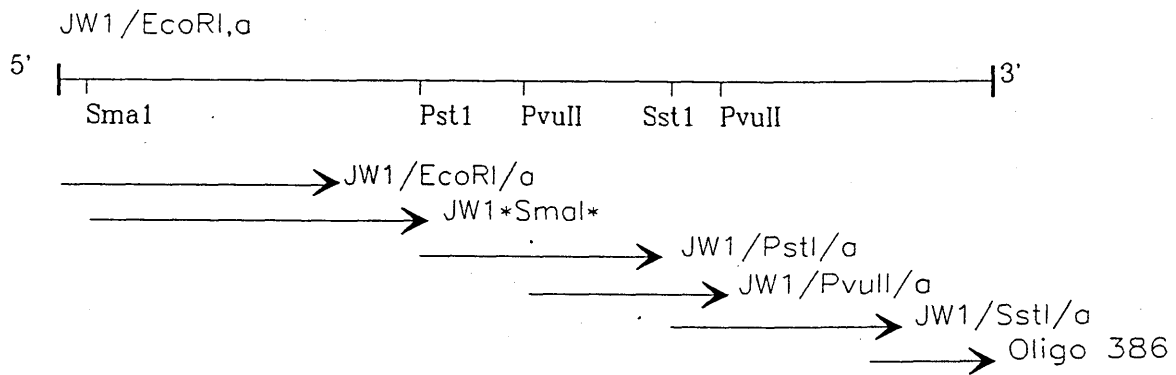 JW1/EcoRI,a
5' 3'
Sma1 Pst1 PvuII Sst1 PvuII
JW1/EcoRI/a
JW1*SmaI*
JW1/PstI/a
JW1/PvuII/a
JW1/SstI/a
Oligo 386